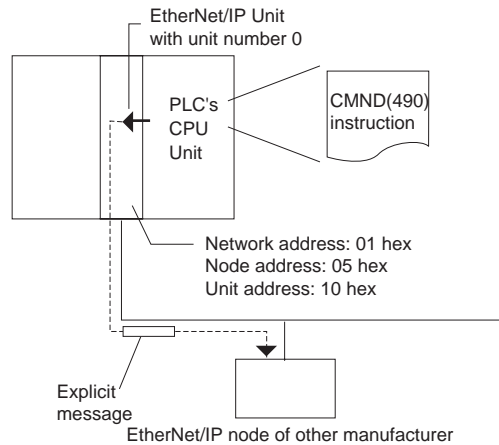 EtherNet/IP Unit
with unit number 0
PLC's
CPU
Unit
CMND(490)
instruction
Network address: 01 hex
Node address: 05 hex
Unit address: 10 hex
Explicit
message
EtherNet/IP node of other manufacturer